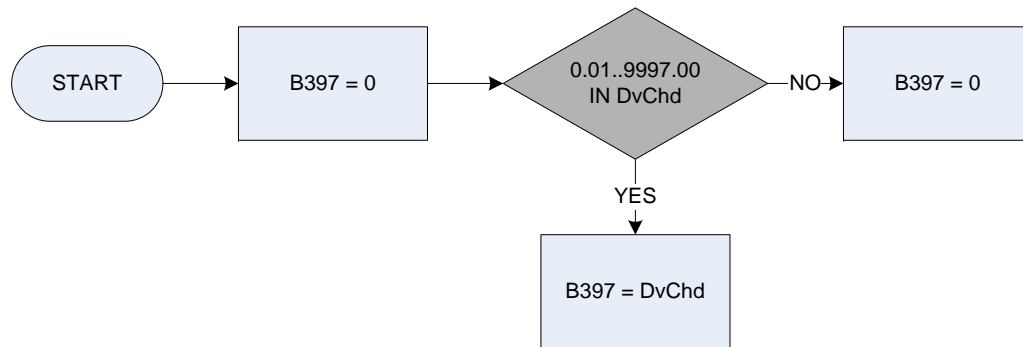 START
B397 = 0
0.01..9997.00
IN DvChd
NO
B397 = 0
YES
B397 = DvChd